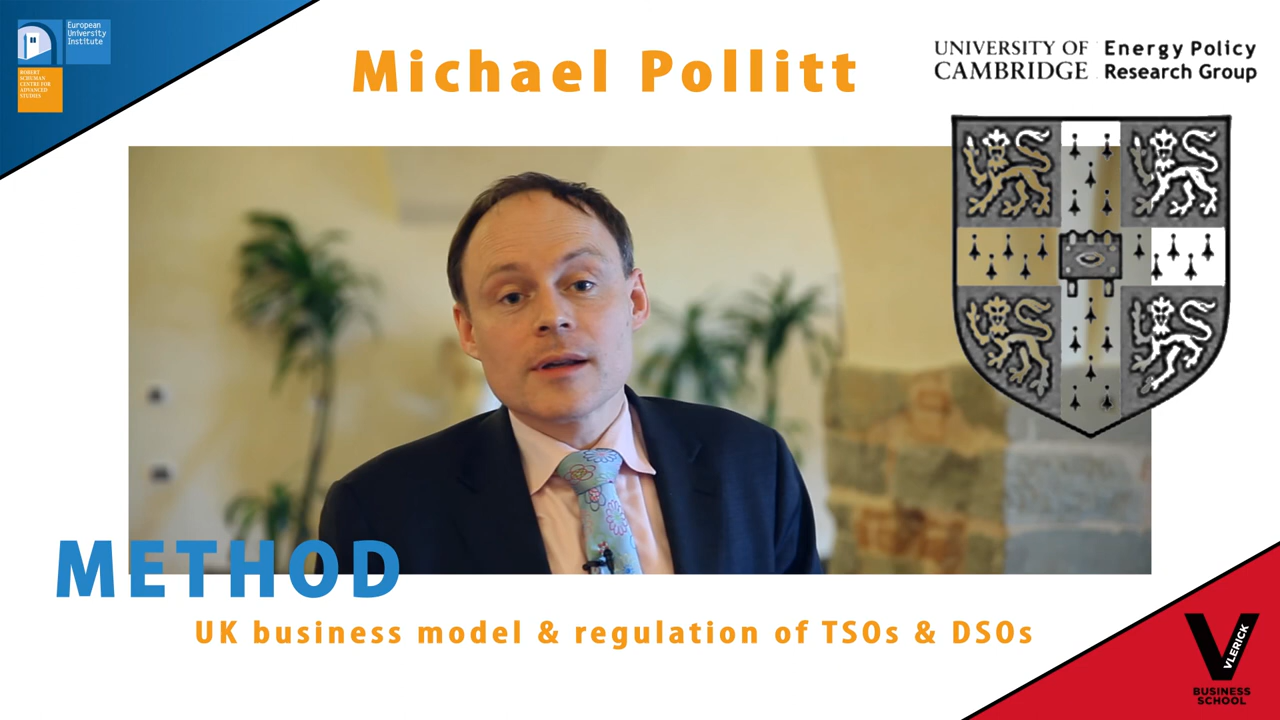 European
University
Institute
ROBERT
SCHUMAN
CENTRE FOR
ADVANCED
STUDIES
Michael Pollitt
UNIVERSITY OF
CAMBRIDGE
Energy Policy
Research Group
METHOD
UK business model & regulation of TSOs & DSOs
V
VLERICK
BUSINESS
SCHOOL